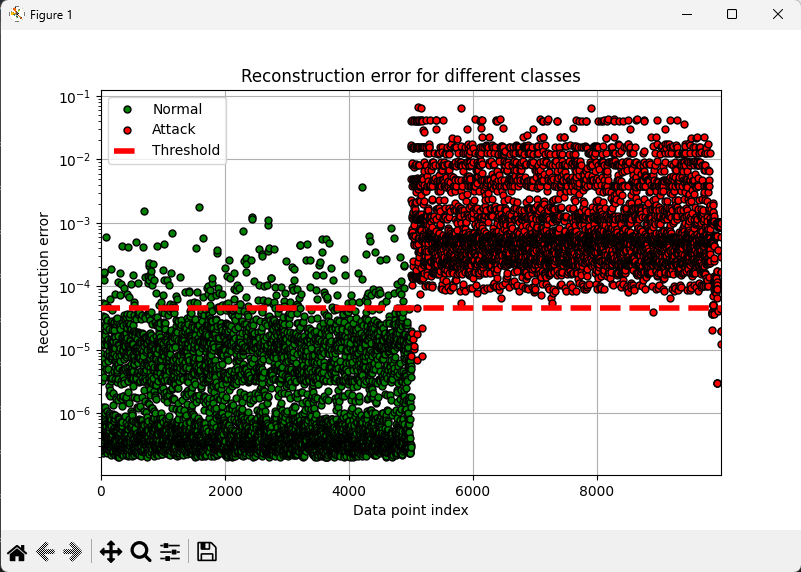 Figure 1
Reconstruction error for different classes
Normal
Attack
Threshold
Reconstruction error
10⁻¹
10⁻²
10⁻³
10⁻⁴
10⁻⁵
10⁻⁶
0 2000 4000 6000 8000
Data point index